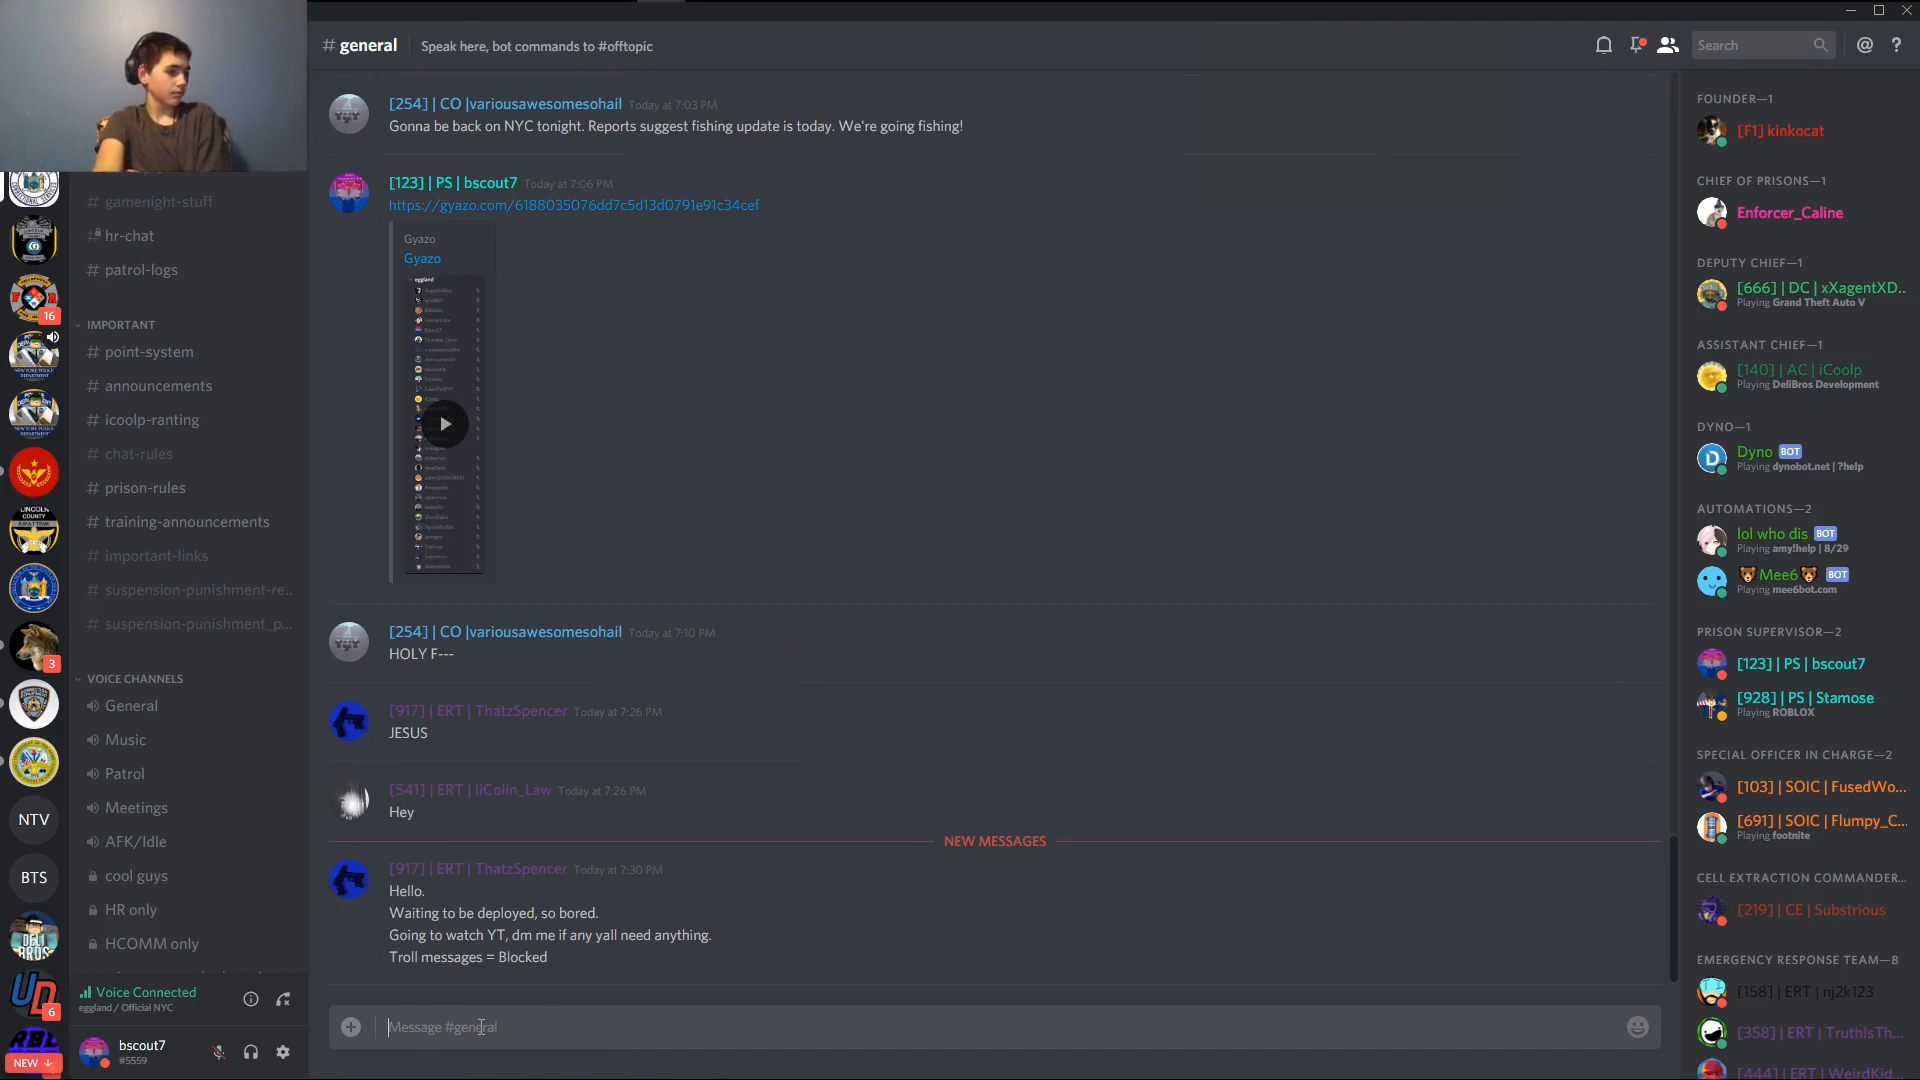 # general
Speak here, bot commands to #offtopic
Search
# gamenight-stuff
# hr-chat
# patrol-logs
IMPORTANT
# point-system
# announcements
# icoolp-ranting
# chat-rules
# prison-rules
# training-announcements
# important-links
# suspension-punishment-re...
# suspension-punishment_p...
VOICE CHANNELS
General
Music
Patrol
Meetings
AFK/Idle
cool guys
HR only
HCOMM only
Voice Connected
eggland / Official NYC
bscout7
#5559
16
LINCOLN COUNTY
3
NTV
BTS
DELI BROS
UD
6
RBL
NEW ↓
[254] | CO |variousawesomesohail Today at 7:03 PM
Gonna be back on NYC tonight. Reports suggest fishing update is today. We're going fishing!
[123] | PS | bscout7 Today at 7:06 PM
https://gyazo.com/6188035076dd7c5d13d0791e91c34cef
Gyazo
Gyazo
eggland
[254] | CO |variousawesomesohail Today at 7:10 PM
HOLY F---
[917] | ERT | ThatzSpencer Today at 7:26 PM
JESUS
[541] | ERT | iiColin_Law Today at 7:26 PM
Hey
NEW MESSAGES
[917] | ERT | ThatzSpencer Today at 7:30 PM
Hello.
Waiting to be deployed, so bored.
Going to watch YT, dm me if any yall need anything.
Troll messages = Blocked
Message #general
FOUNDER—1
[F1] kinkocat
CHIEF OF PRISONS—1
Enforcer_Caline
DEPUTY CHIEF—1
[666] | DC | xXagentXD...
Playing Grand Theft Auto V
ASSISTANT CHIEF—1
[140] | AC | iCoolp
Playing DeliBros Development
DYNO—1
Dyno BOT
Playing dynobot.net | ?help
AUTOMATIONS—2
lol who dis BOT
Playing amy!help | 8/29
🐻Mee6🐻 BOT
Playing mee6bot.com
PRISON SUPERVISOR—2
[123] | PS | bscout7
[928] | PS | Stamose
Playing ROBLOX
SPECIAL OFFICER IN CHARGE—2
[103] | SOIC | FusedWo...
[691] | SOIC | Flumpy_C...
Playing footnite
CELL EXTRACTION COMMANDER...
[219] | CE | Substrious
EMERGENCY RESPONSE TEAM—8
[158] | ERT | nj2k123
[358] | ERT | TruthIsTh...
[444] | ERT | WeirdKid...